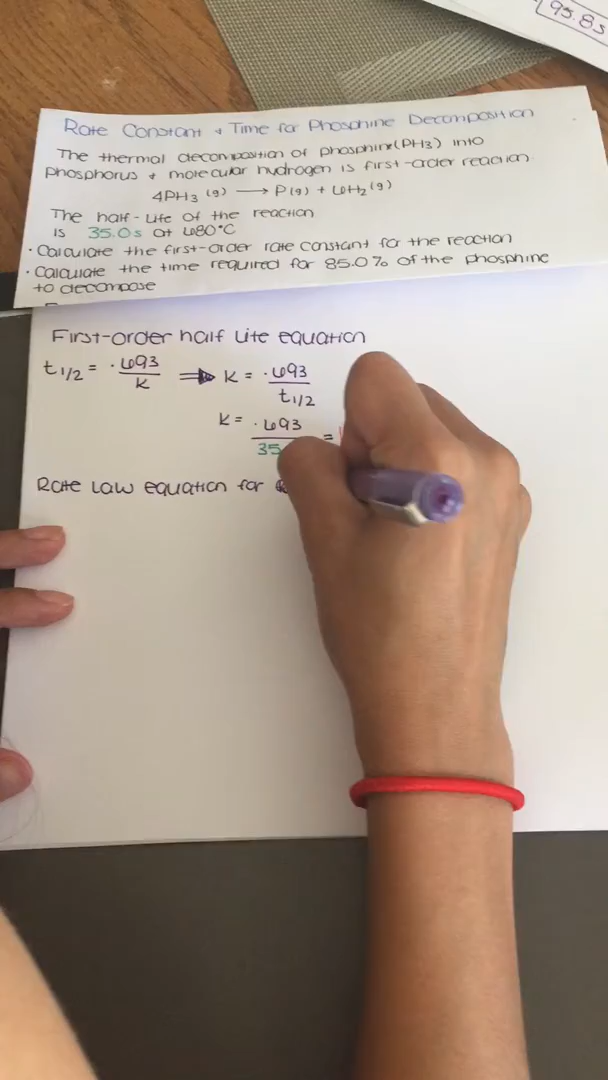 95.8s
Rate Constant & Time for Phosphine Decomposition
The thermal decomposition of phosphine (PH3) into
phosphorus & molecular hydrogen is first-order reaction
4PH3 (g) → P(g) + 6H2(g)
The half-life of the reaction
is 35.0s at 680°C
• Calculate the first-order rate constant for the reaction
• Calculate the time required for 85.0% of the phosphine
to decompose
First-order half life equation
t1/2 = .693/k ⇒ k = .693/t1/2
k = .693/35 =
Rate law equation for